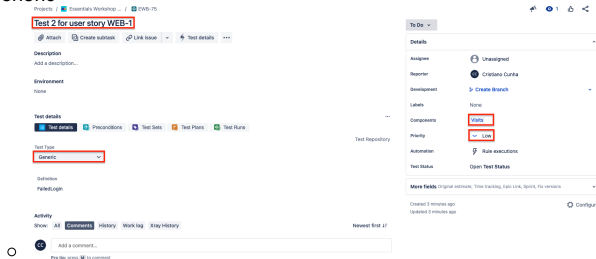 Projects / Essentials Workshop ... / EWB-75
1
Test 2 for user story WEB-1
Attach Create subtask Link issue Test details ...
Description
Add a description...
Environment
None
Test details
Test details Preconditions Test Sets Test Plans Test Runs
Test Repository
Test Type
Generic
Definition
FailedLogin
Activity
Show: All Comments History Work log Xray History
Newest first
CC Add a comment...
Pro tip: press M to comment
To Do
Details
Assignee Unassigned
Reporter CC Cristiano Cunha
Development Create Branch
Labels None
Components Visits
Priority Low
Automation Rule executions
Test Status Open Test Status
More fields Original estimate, Time tracking, Epic Link, Sprint, Fix versions
Created 3 minutes ago
Updated 3 minutes ago
Configur